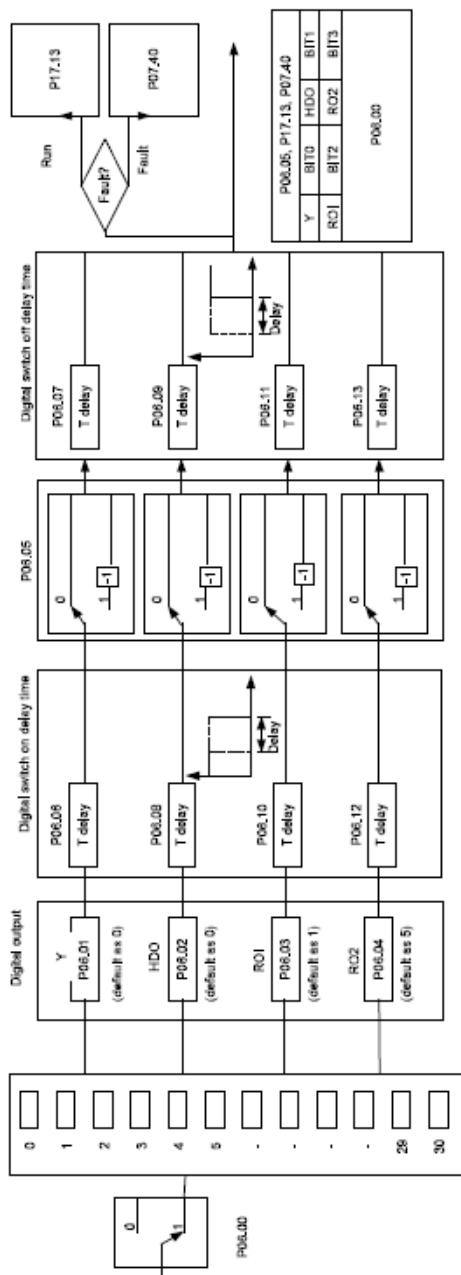 P06.00
0
1
0
1
2
3
4
5
-
-
-
-
29
30
Digital output
Y
P06.01
(default as 0)
HDO
P06.02
(default as 0)
RO1
P06.03
(default as 1)
RO2
P06.04
(default as 5)
Digital switch on delay time
P06.06
T delay
P06.08
T delay
Delay
P06.10
T delay
P06.12
T delay
P06.05
0
1
-1
0
1
-1
0
1
-1
0
1
-1
Digital switch off delay time
P06.07
T delay
P06.09
T delay
Delay
P06.11
T delay
P06.13
T delay
Fault?
Run
Fault
P17.13
P07.40
P06.05, P17.13, P07.40
Y BIT0 HDO BIT1
RO1 BIT2 RO2 BIT3
P06.00